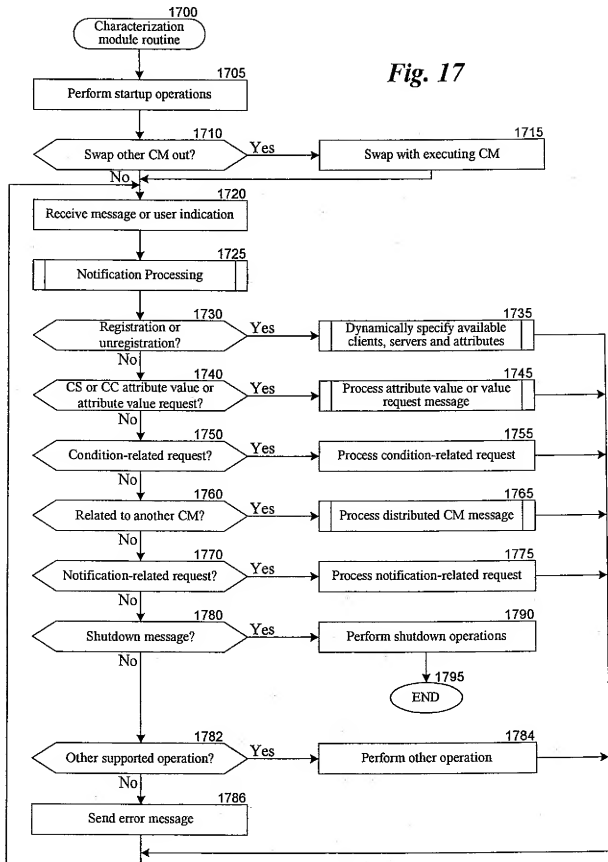 1700
Characterization
module routine
Fig. 17
1705
Perform startup operations
1710
Swap other CM out?
Yes
1715
Swap with executing CM
No
1720
Receive message or user indication
1725
Notification Processing
1730
Registration or
unregistration?
Yes
1735
Dynamically specify available
clients, servers and attributes
No
1740
CS or CC attribute value or
attribute value request?
Yes
1745
Process attribute value or value
request message
No
1750
Condition-related request?
Yes
1755
Process condition-related request
No
1760
Related to another CM?
Yes
1765
Process distributed CM message
No
1770
Notification-related request?
Yes
1775
Process notification-related request
No
1780
Shutdown message?
Yes
1790
Perform shutdown operations
No
1795
END
1782
Other supported operation?
Yes
1784
Perform other operation
No
1786
Send error message